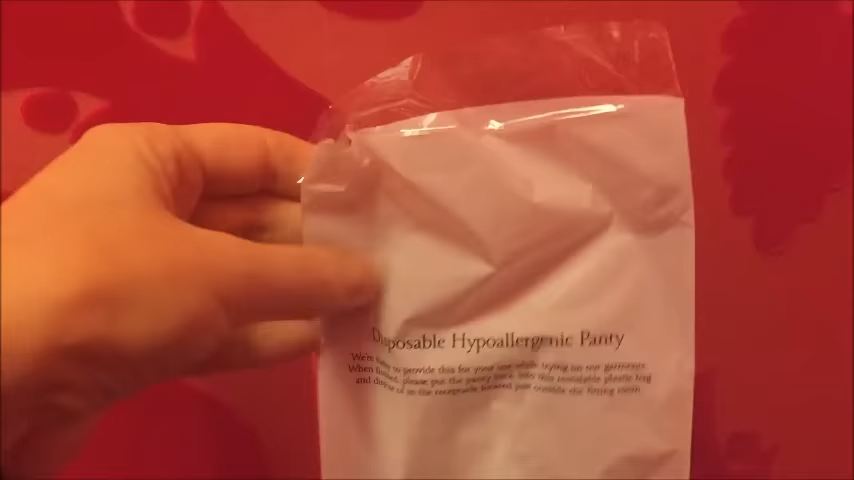 Disposable Hypoallergenic Panty
We're happy to provide this for your use while trying on our garments.
When finished, please put the panty back into this resealable plastic bag
and dispose of in the receptacle located just outside the fitting room.